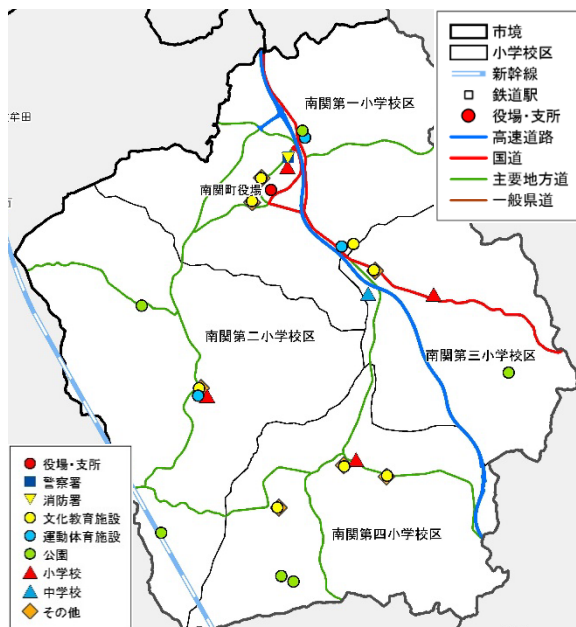 市境
小学校区
新幹線
鉄道駅
役場・支所
高速道路
国道
主要地方道
一般県道
南関第一小学校区
牟田
南関町役場
南関第二小学校区
南関第三小学校区
南関第四小学校区
役場・支所
警察署
消防署
文化教育施設
運動体育施設
公園
小学校
中学校
その他